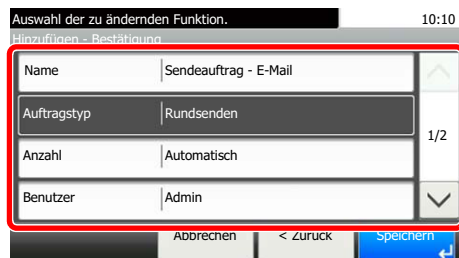 Auswahl der zu ändernden Funktion. 10:10
Hinzufügen - Bestätigung
Name Sendeauftrag - E-Mail
Auftragstyp Rundsenden
1/2
Anzahl Automatisch
Benutzer Admin
Abbrechen < Zurück Speichern